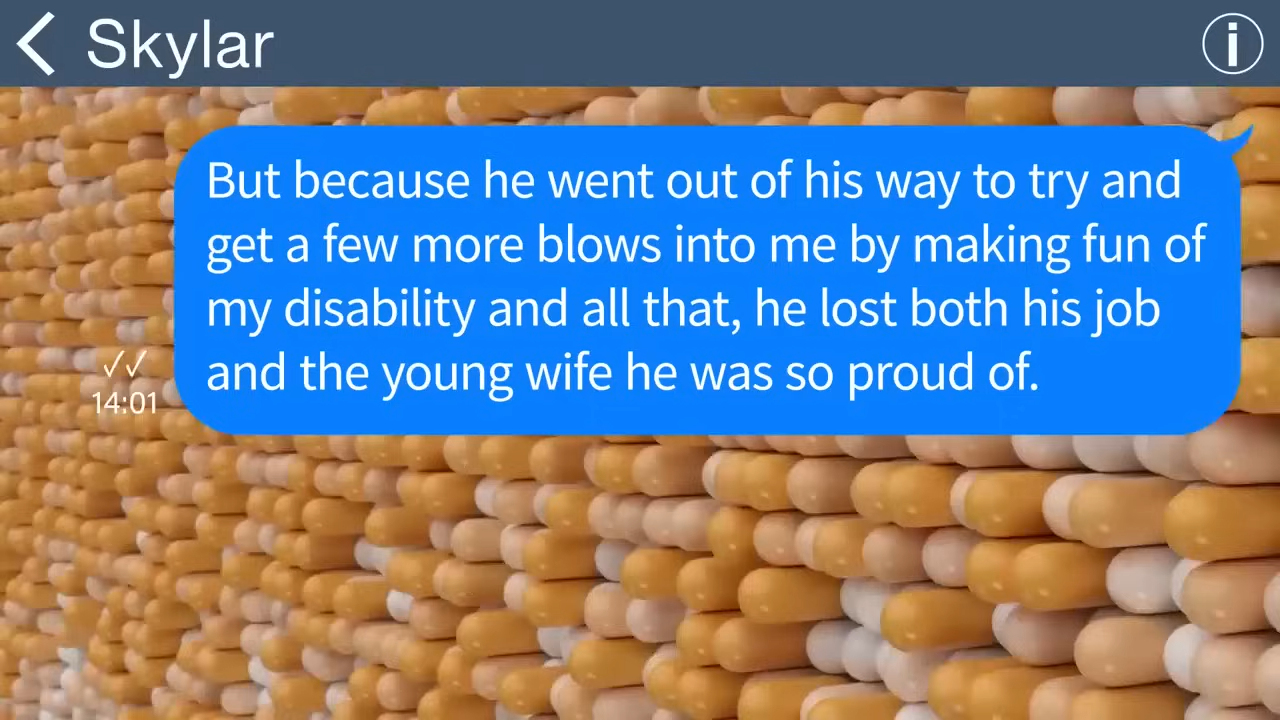 Skylar
But because he went out of his way to try and
get a few more blows into me by making fun of
my disability and all that, he lost both his job
and the young wife he was so proud of.
14:01